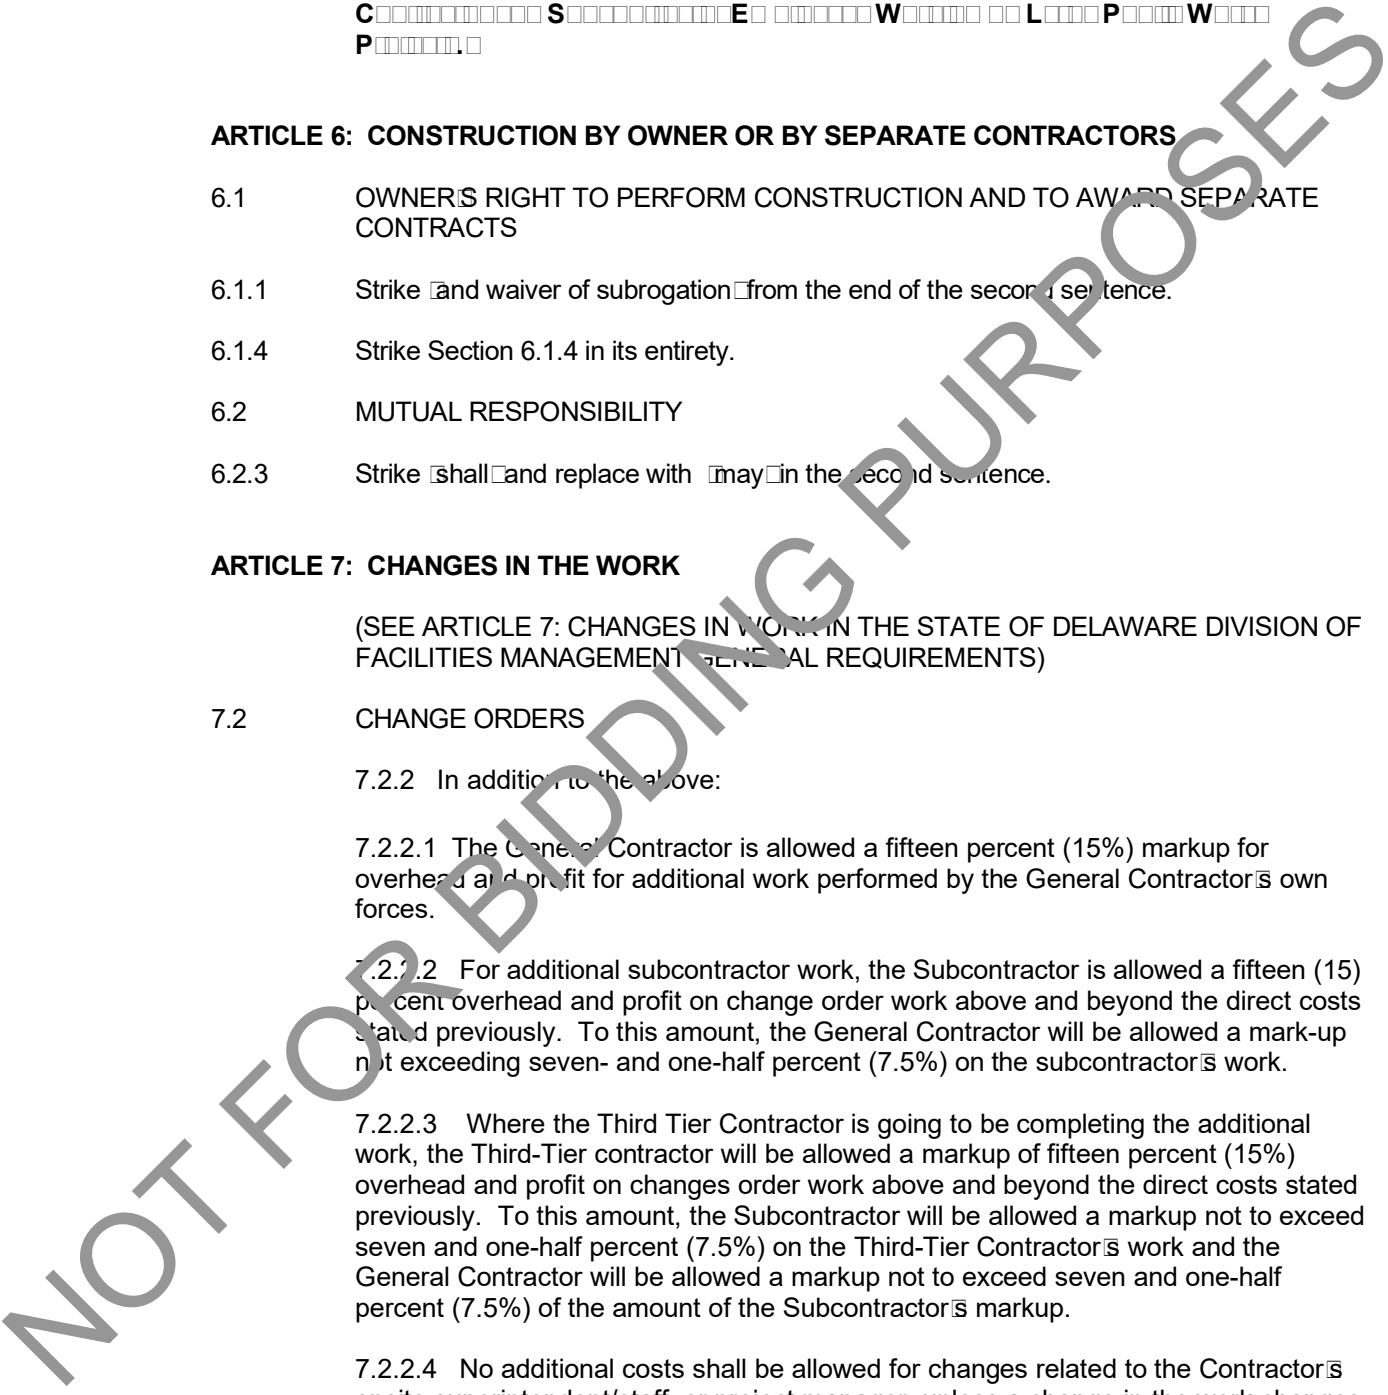 ARTICLE 6: CONSTRUCTION BY OWNER OR BY SEPARATE CONTRACTORS
6.1 OWNER'S RIGHT TO PERFORM CONSTRUCTION AND TO AWARD SEPARATE
CONTRACTS
6.1.1 Strike and waiver of subrogation from the end of the second sentence.
6.1.4 Strike Section 6.1.4 in its entirety.
6.2 MUTUAL RESPONSIBILITY
6.2.3 Strike shall and replace with may in the second sentence.
ARTICLE 7: CHANGES IN THE WORK
(SEE ARTICLE 7: CHANGES IN WORK IN THE STATE OF DELAWARE DIVISION OF
FACILITIES MANAGEMENT GENERAL REQUIREMENTS)
7.2 CHANGE ORDERS
7.2.2 In addition to the above:
7.2.2.1 The General Contractor is allowed a fifteen percent (15%) markup for
overhead and profit for additional work performed by the General Contractor's own
forces.
7.2.2.2 For additional subcontractor work, the Subcontractor is allowed a fifteen (15)
percent overhead and profit on change order work above and beyond the direct costs
stated previously. To this amount, the General Contractor will be allowed a mark-up
not exceeding seven- and one-half percent (7.5%) on the subcontractor's work.
7.2.2.3 Where the Third Tier Contractor is going to be completing the additional
work, the Third-Tier contractor will be allowed a markup of fifteen percent (15%)
overhead and profit on changes order work above and beyond the direct costs stated
previously. To this amount, the Subcontractor will be allowed a markup not to exceed
seven and one-half percent (7.5%) on the Third-Tier Contractor's work and the
General Contractor will be allowed a markup not to exceed seven and one-half
percent (7.5%) of the amount of the Subcontractor's markup.
7.2.2.4 No additional costs shall be allowed for changes related to the Contractor's
onsite superintendent/staff, or project manager, unless a change in the work changes
NOT FOR BIDDING PURPOSES